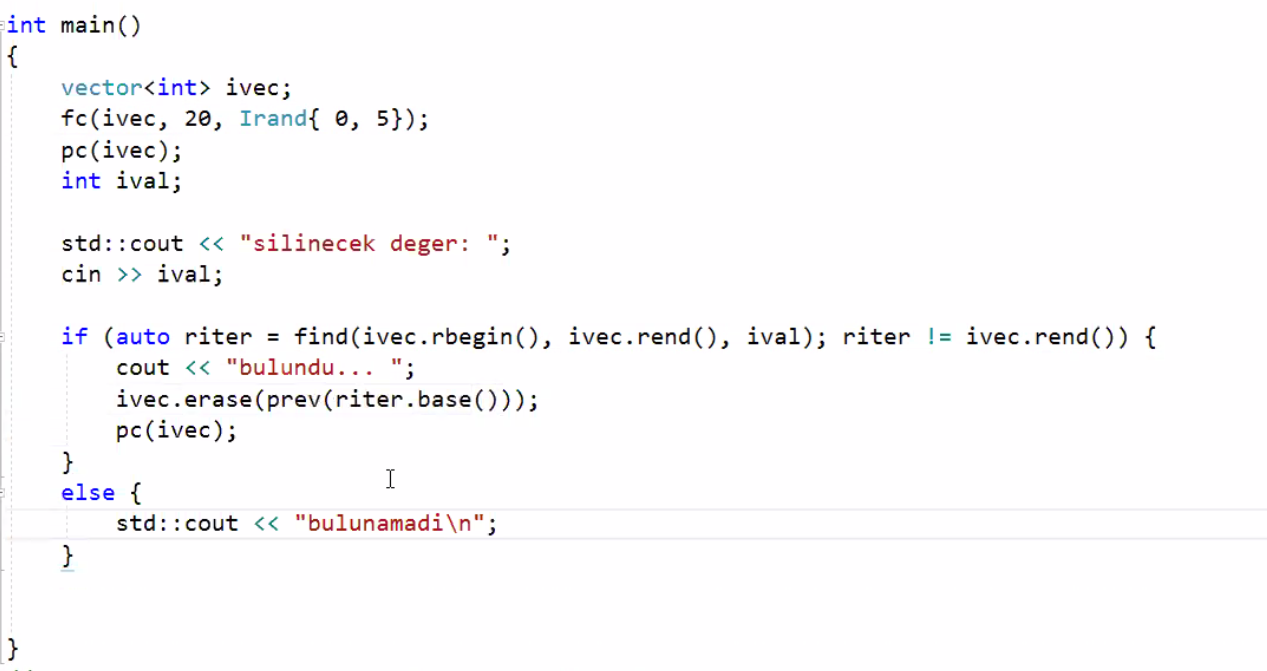 int main()
{
    vector<int> ivec;
    fc(ivec, 20, Irand{ 0, 5});
    pc(ivec);
    int ival;

    std::cout << "silinecek deger: ";
    cin >> ival;

    if (auto riter = find(ivec.rbegin(), ivec.rend(), ival); riter != ivec.rend()) {
        cout << "bulundu... ";
        ivec.erase(prev(riter.base()));
        pc(ivec);
    }
    else {
        std::cout << "bulunamadi\n";
    }

}